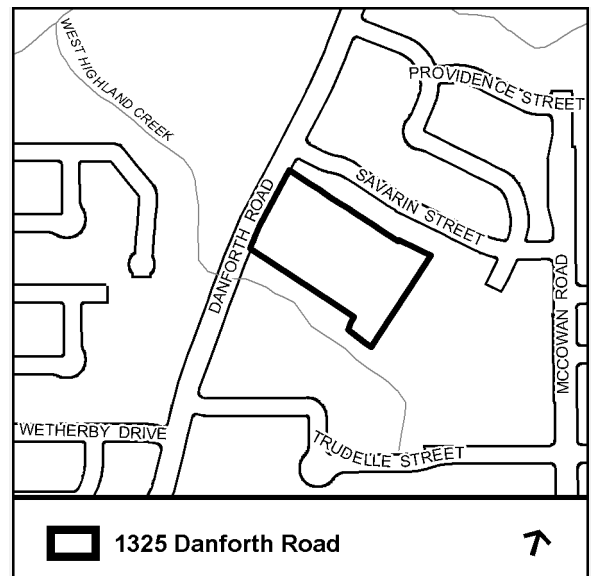 WEST HIGHLAND CREEK
PROVIDENCE STREET
SAVARIN STREET
DANFORTH ROAD
MCCOWAN ROAD
WETHERBY DRIVE
TRUDELLE STREET
1325 Danforth Road